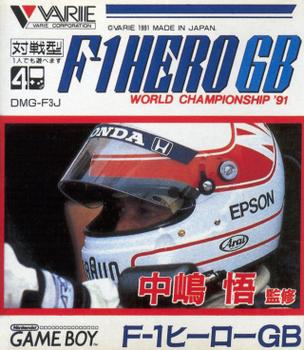 VARIE
VARIE CORPORATION
©VARIE 1991 MADE IN JAPAN.
対戦型
1人でも遊べます
4
DMG-F3J
F-1 HERO GB
WORLD CHAMPIONSHIP '91
HONDA
EPSON
Arai
中嶋 悟 監修
Nintendo
GAME BOY
F-1ヒーローGB